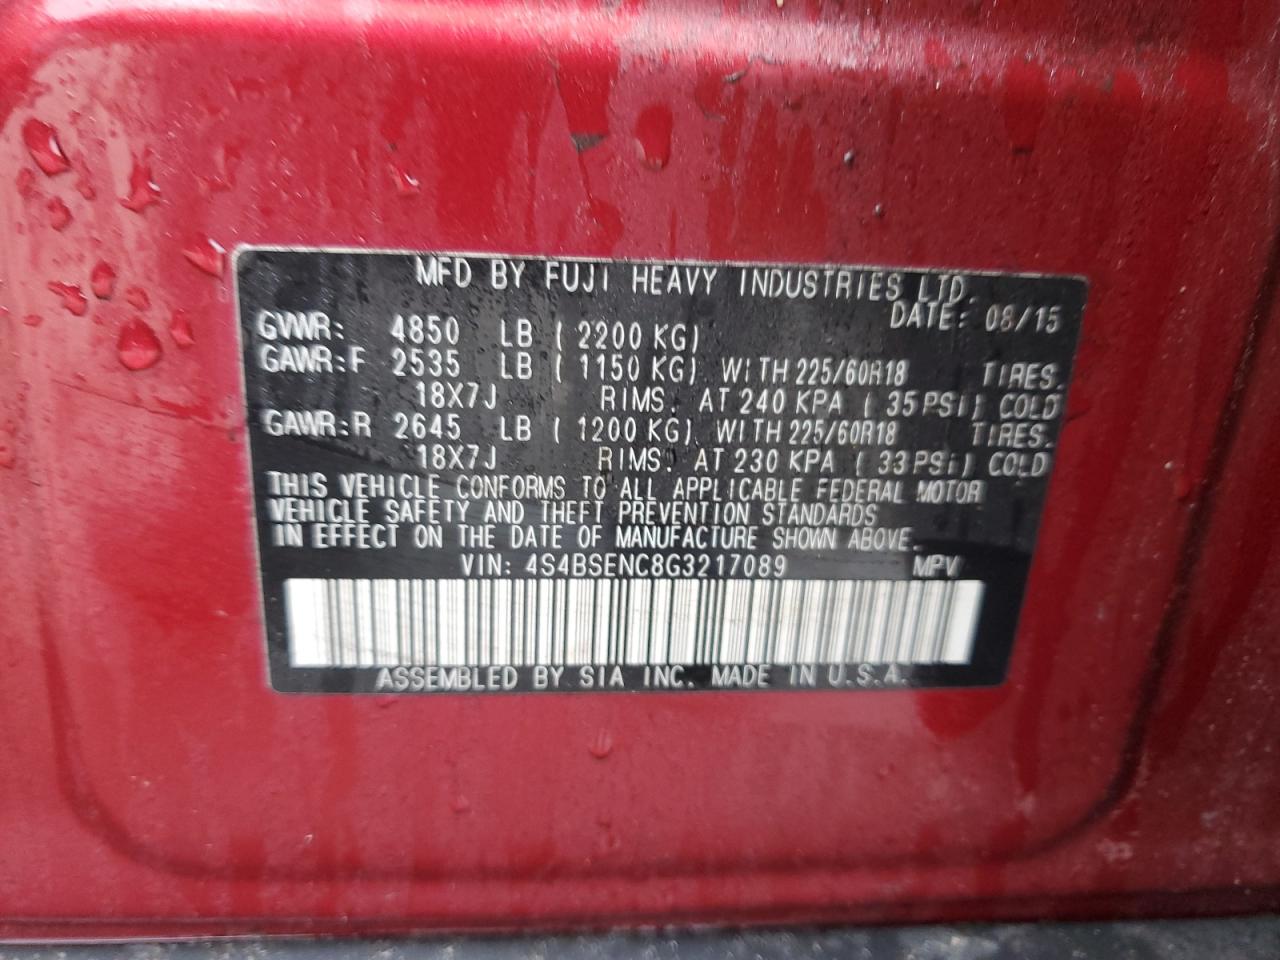 MFD BY FUJI HEAVY INDUSTRIES LTD.
DATE: 08/15
GVWR: 4850 LB ( 2200 KG)
GAWR:F 2535 LB ( 1150 KG) WITH 225/60R18 TIRES.
18X7J RIMS. AT 240 KPA ( 35PSi) COLD
GAWR:R 2645 LB ( 1200 KG) WITH 225/60R18 TIRES.
18X7J RIMS. AT 230 KPA ( 33PSi) COLD
THIS VEHICLE CONFORMS TO ALL APPLICABLE FEDERAL MOTOR
VEHICLE SAFETY AND THEFT PREVENTION STANDARDS
IN EFFECT ON THE DATE OF MANUFACTURE SHOWN ABOVE.
VIN: 4S4BSENC8G3217089 MPV
ASSEMBLED BY SIA INC. MADE IN U.S.A.